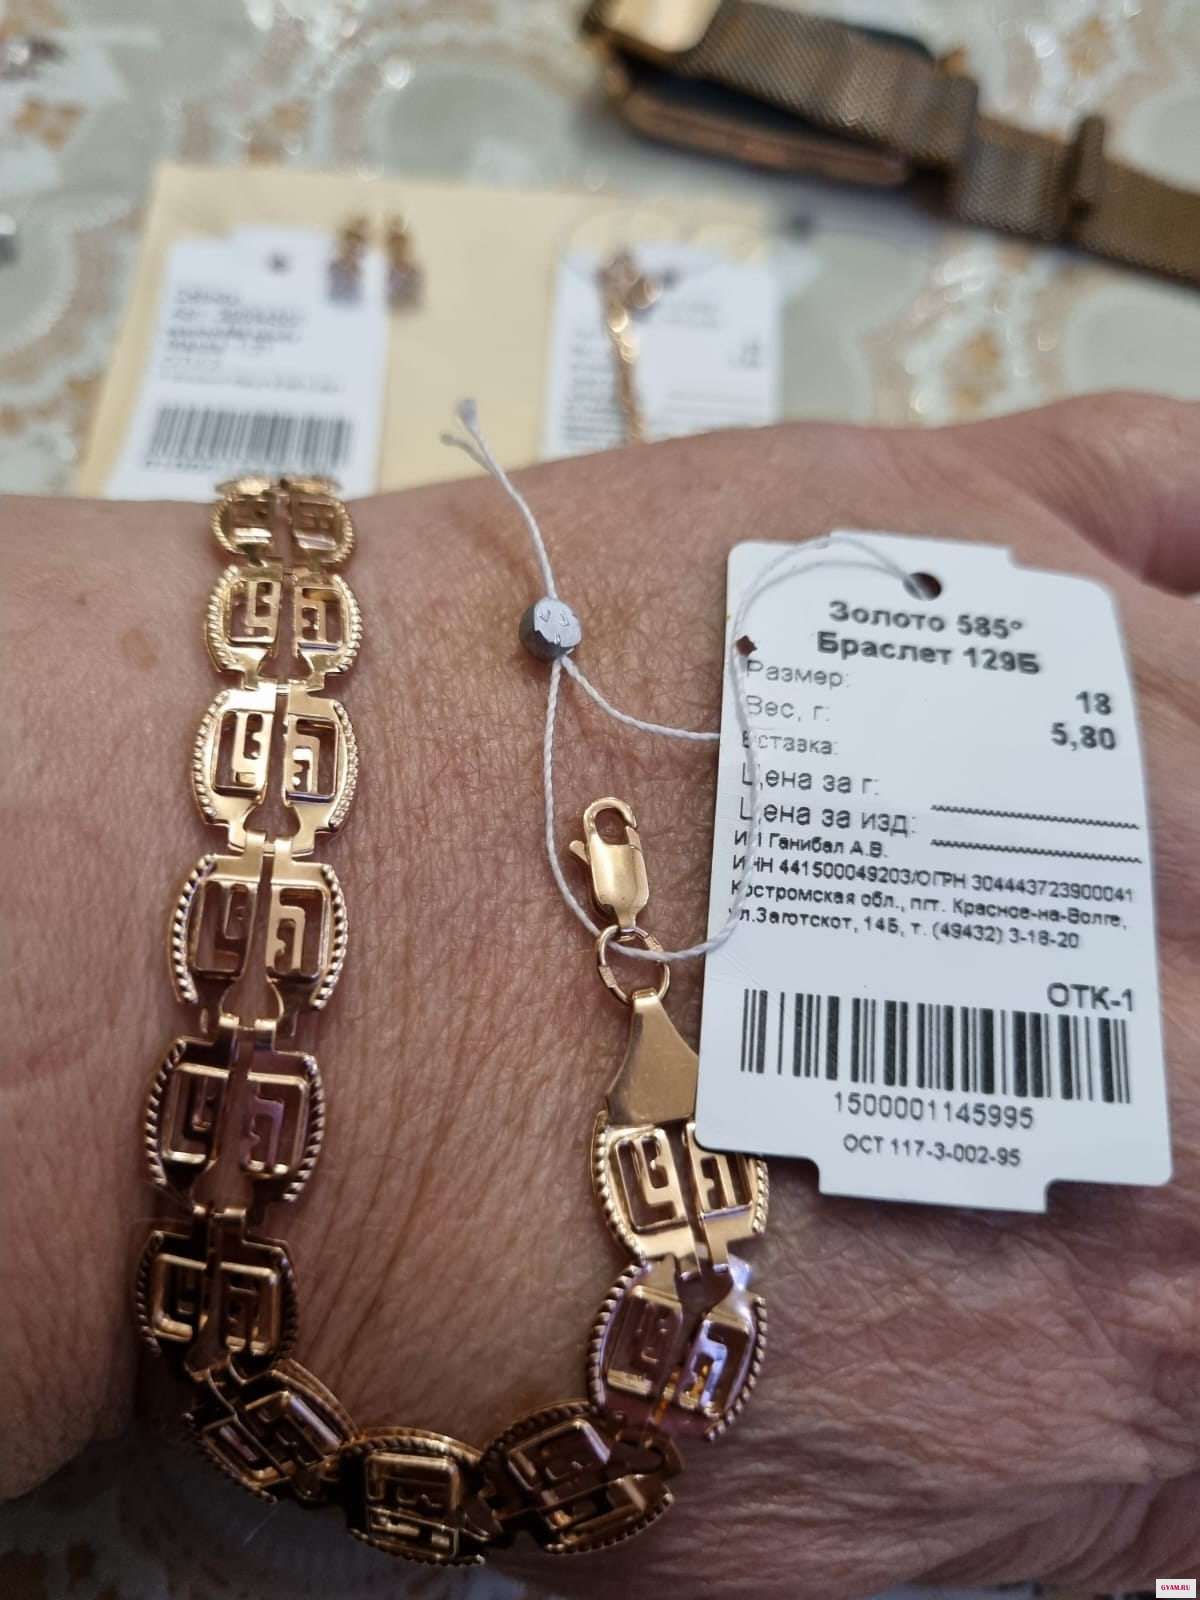 Золото 585°
Браслет 129Б
Размер: 18
Вес, г: 5,80
Вставка:
Цена за г:
Цена за изд:
ИП Ганибал А.В.
ИНН 441500049203/ОГРН 304443723900041
Костромская обл., пгт. Красное-на-Волге,
ул.Заготскот, 14Б, т. (49432) 3-18-20
ОТК-1
1500001145995
ОСТ 117-3-002-95
GYAM.RU